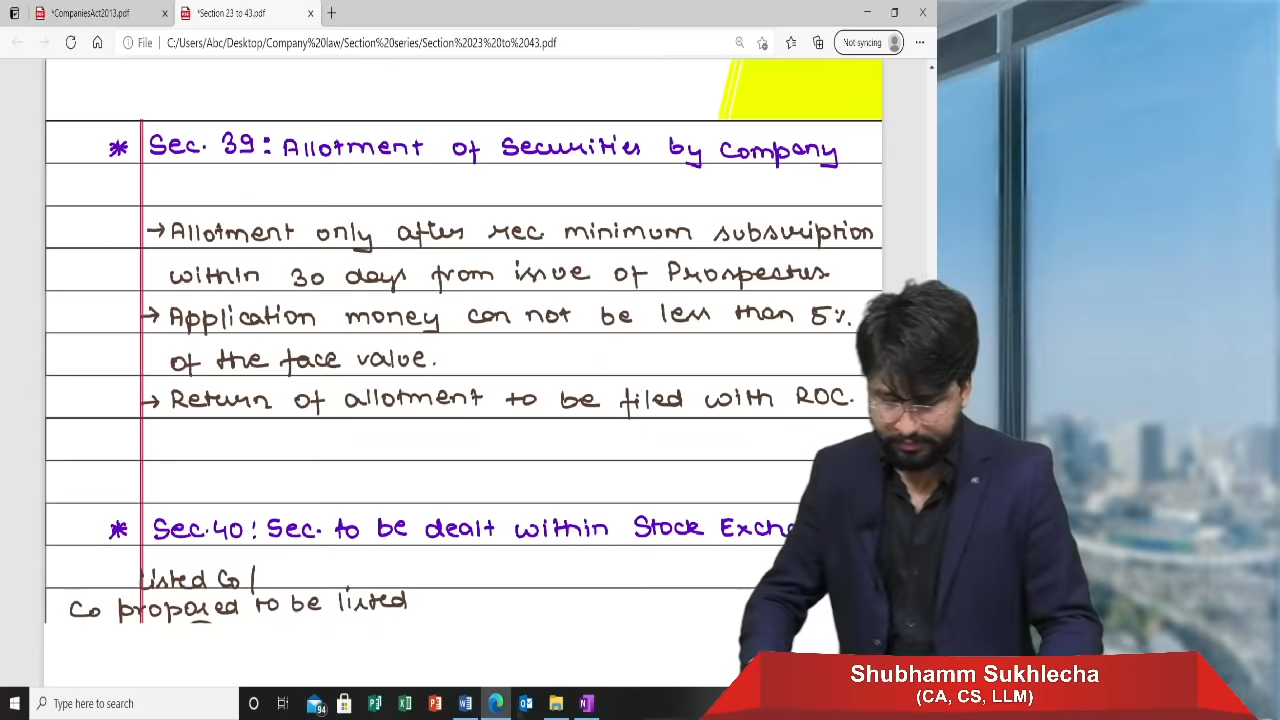 *CompaniesAct2013.pdf
*Section 23 to 43.pdf
File
C:/Users/Abc/Desktop/Company%20law/Section%20series/Section%2023%20to%2043.pdf
Not syncing
* Sec. 39: Allotment of Securities by Company
→ Allotment only after rec minimum subscription
within 30 days from issue of Prospectus
→ Application money can not be less than 5%
of the face value.
→ Return of allotment to be filed with ROC.
* Sec.40: Sec. to be dealt within Stock Excha
Listed Co/
Co proposed to be listed
Shubhamm Sukhlecha
(CA, CS, LLM)
Type here to search
94